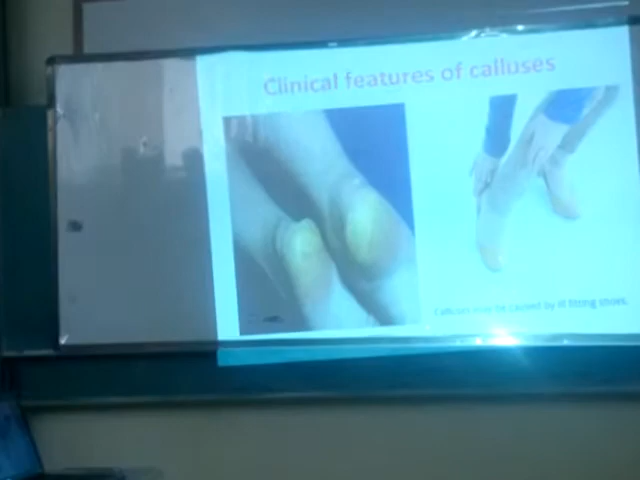 Clinical features of calluses
Calluses may be caused by ill fitting shoes.